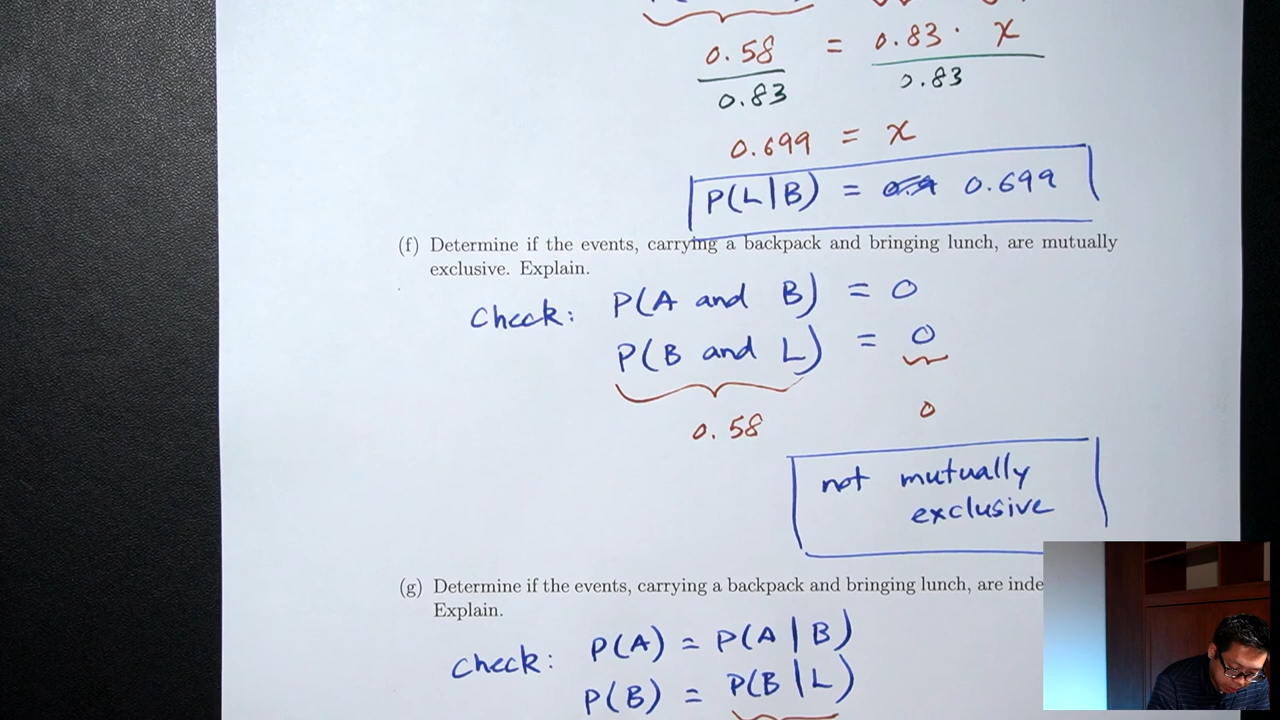 0.58 = 0.83 · x
0.83 0.83
0.699 = x
P(L|B) = 0.699
(f) Determine if the events, carrying a backpack and bringing lunch, are mutually
exclusive. Explain.
Check: P(A and B) = 0
P(B and L) = 0
0.58 0
not mutually
exclusive
(g) Determine if the events, carrying a backpack and bringing lunch, are inde
Explain.
Check: P(A) = P(A|B)
P(B) = P(B|L)